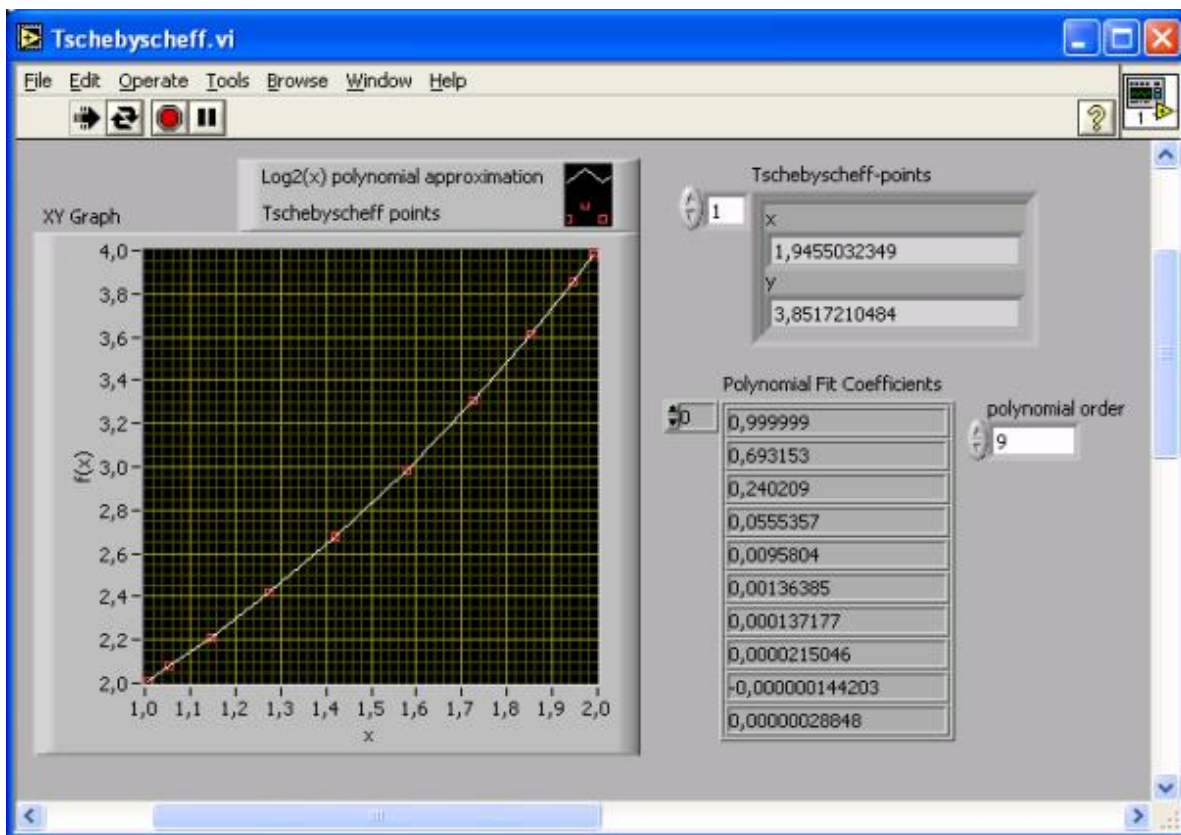 Tschebyscheff.vi
File Edit Operate Tools Browse Window Help
1
Log2(x) polynomial approximation
Tschebyscheff points
XY Graph
4,0
3,8
3,6
3,4
3,2
3,0
2,8
2,6
2,4
2,2
2,0
f(x)
1,0 1,1 1,2 1,3 1,4 1,5 1,6 1,7 1,8 1,9 2,0
x
Tschebyscheff-points
1
x
1,9455032349
y
3,8517210484
Polynomial Fit Coefficients
0
0,999999
0,693153
0,240209
0,0555357
0,0095804
0,00136385
0,000137177
0,0000215046
-0,000000144203
0,00000028848
polynomial order
9